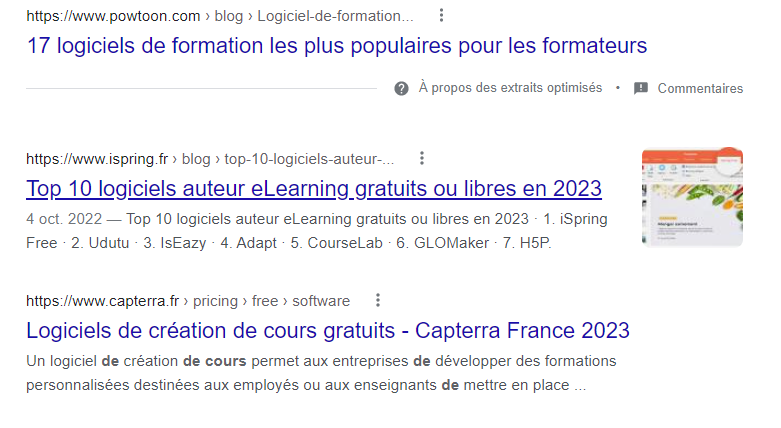 https://www.powtoon.com › blog › Logiciel-de-formation...
17 logiciels de formation les plus populaires pour les formateurs
À propos des extraits optimisés • Commentaires
https://www.ispring.fr › blog › top-10-logiciels-auteur-...
Top 10 logiciels auteur eLearning gratuits ou libres en 2023
4 oct. 2022 — Top 10 logiciels auteur eLearning gratuits ou libres en 2023 · 1. iSpring
Free · 2. Udutu · 3. IsEazy · 4. Adapt · 5. CourseLab · 6. GLOMaker · 7. H5P.
https://www.capterra.fr › pricing › free › software
Logiciels de création de cours gratuits - Capterra France 2023
Un logiciel de création de cours permet aux entreprises de développer des formations
personnalisées destinées aux employés ou aux enseignants de mettre en place ...